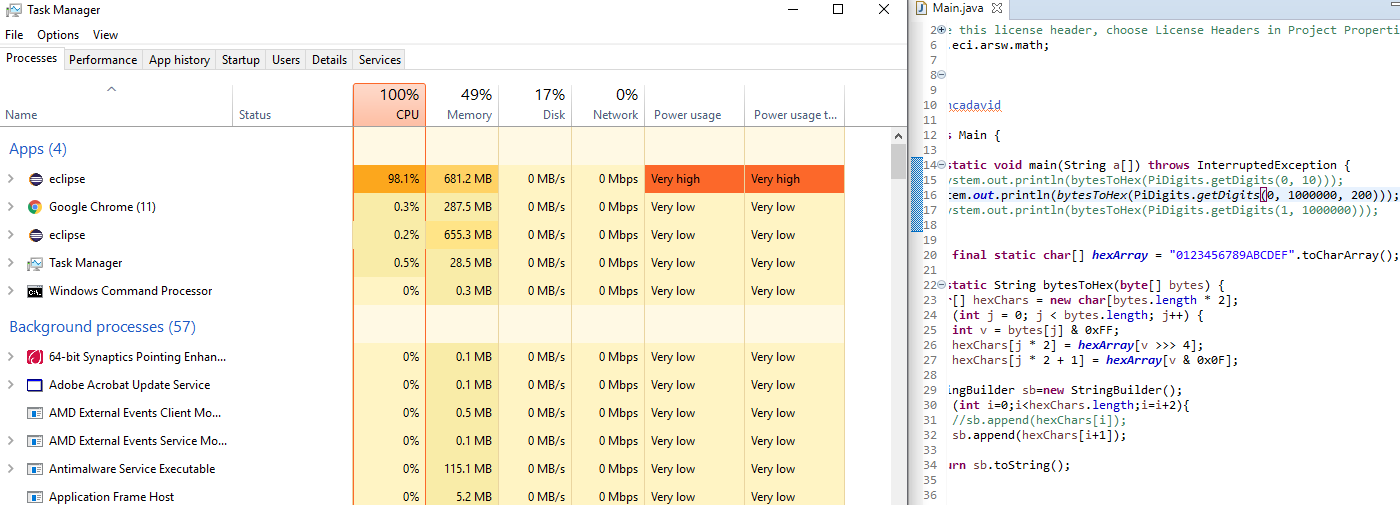 Task Manager
File Options View
Processes Performance App history Startup Users Details Services
100% 49% 17% 0%
Name Status CPU Memory Disk Network Power usage Power usage t...
Apps (4)
eclipse 98.1% 681.2 MB 0 MB/s 0 Mbps Very high Very high
Google Chrome (11) 0.3% 287.5 MB 0 MB/s 0 Mbps Very low Very low
eclipse 0.2% 655.3 MB 0 MB/s 0 Mbps Very low Very low
Task Manager 0.5% 28.5 MB 0 MB/s 0 Mbps Very low Very low
Windows Command Processor 0% 0.3 MB 0 MB/s 0 Mbps Very low Very low
Background processes (57)
64-bit Synaptics Pointing Enhan... 0% 0.1 MB 0 MB/s 0 Mbps Very low Very low
Adobe Acrobat Update Service 0% 0.1 MB 0 MB/s 0 Mbps Very low Very low
AMD External Events Client Mo... 0% 0.5 MB 0 MB/s 0 Mbps Very low Very low
AMD External Events Service Mo... 0% 0.1 MB 0 MB/s 0 Mbps Very low Very low
Antimalware Service Executable 0% 115.1 MB 0 MB/s 0 Mbps Very low Very low
Application Frame Host 0% 5.2 MB 0 MB/s 0 Mbps Very low Very low
Main.java
2 e this license header, choose License Headers in Project Properti
6 .eci.arsw.math;
7
8
9
10 ncadavid
11
12 s Main {
13
14 static void main(String a[]) throws InterruptedException {
15 ystem.out.println(bytesToHex(PiDigits.getDigits(0, 10)));
16 tem.out.println(bytesToHex(PiDigits.getDigits(0, 1000000, 200)));
17 ystem.out.println(bytesToHex(PiDigits.getDigits(1, 1000000)));
18
19
20 final static char[] hexArray = "0123456789ABCDEF".toCharArray();
21
22 static String bytesToHex(byte[] bytes) {
23 r[] hexChars = new char[bytes.length * 2];
24 (int j = 0; j < bytes.length; j++) {
25 int v = bytes[j] & 0xFF;
26 hexChars[j * 2] = hexArray[v >>> 4];
27 hexChars[j * 2 + 1] = hexArray[v & 0x0F];
28
29 ingBuilder sb=new StringBuilder();
30 (int i=0;i<hexChars.length;i=i+2){
31 //sb.append(hexChars[i]);
32 sb.append(hexChars[i+1]);
33
34 urn sb.toString();
35
36